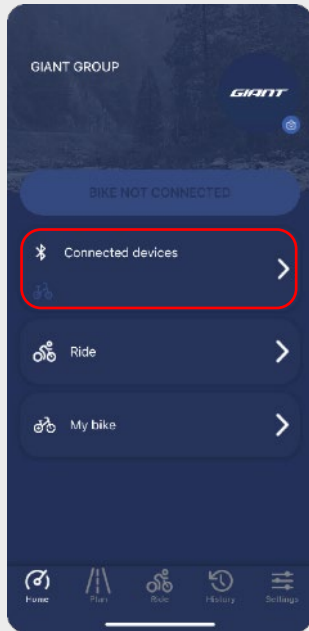 GIANT GROUP
GIANT
BIKE NOT CONNECTED
Connected devices
Ride
My bike
Home
Plan
Ride
History
Settings